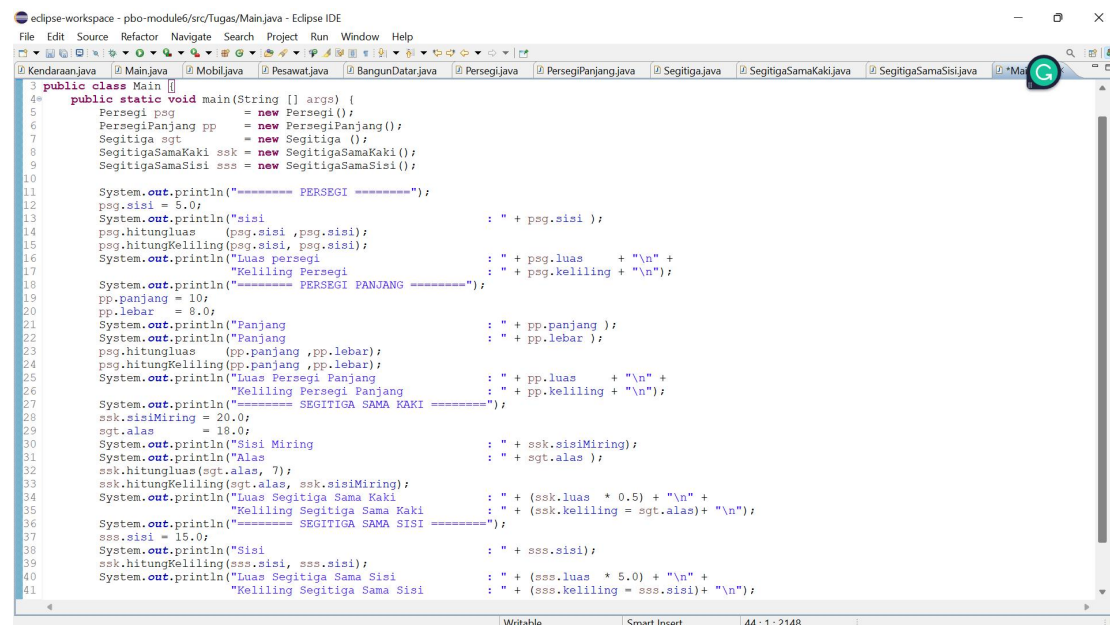 eclipse-workspace - pbo-module6/src/Tugas/Main.java - Eclipse IDE
File Edit Source Refactor Navigate Search Project Run Window Help
Kendaraan.java Main.java Mobil.java Pesawat.java BangunDatar.java Persegi.java PersegiPanjang.java Segitiga.java SegitigaSamaKaki.java SegitigaSamaSisi.java
3 public class Main {
4 public static void main(String [] args) {
5 Persegi psg = new Persegi();
6 PersegiPanjang pp = new PersegiPanjang();
7 Segitiga sgt = new Segitiga ();
8 SegitigaSamaKaki ssk = new SegitigaSamaKaki();
9 SegitigaSamaSisi sss = new SegitigaSamaSisi();
10
11 System.out.println("======== PERSEGI ========");
12 psg.sisi = 5.0;
13 System.out.println("sisi : " + psg.sisi );
14 psg.hitungluas (psg.sisi ,psg.sisi);
15 psg.hitungKeliling(psg.sisi, psg.sisi);
16 System.out.println("Luas persegi : " + psg.luas + "\n" +
17 "Keliling Persegi : " + psg.keliling + "\n");
18 System.out.println("======== PERSEGI PANJANG ========");
19 pp.panjang = 10;
20 pp.lebar = 8.0;
21 System.out.println("Panjang : " + pp.panjang );
22 System.out.println("Panjang : " + pp.lebar );
23 psg.hitungluas (pp.panjang ,pp.lebar);
24 psg.hitungKeliling(pp.panjang ,pp.lebar);
25 System.out.println("Luas Persegi Panjang : " + pp.luas + "\n" +
26 "Keliling Persegi Panjang : " + pp.keliling + "\n");
27 System.out.println("======== SEGITIGA SAMA KAKI ========");
28 ssk.sisiMiring = 20.0;
29 sgt.alas = 18.0;
30 System.out.println("Sisi Miring : " + ssk.sisiMiring);
31 System.out.println("Alas : " + sgt.alas );
32 ssk.hitungluas(sgt.alas, 7);
33 ssk.hitungKeliling(sgt.alas, ssk.sisiMiring);
34 System.out.println("Luas Segitiga Sama Kaki : " + (ssk.luas * 0.5) + "\n" +
35 "Keliling Segitiga Sama Kaki : " + (ssk.keliling = sgt.alas)+ "\n");
36 System.out.println("======== SEGITIGA SAMA SISI ========");
37 sss.sisi = 15.0;
38 System.out.println("Sisi : " + sss.sisi);
39 ssk.hitungKeliling(sss.sisi, sss.sisi);
40 System.out.println("Luas Segitiga Sama Sisi : " + (sss.luas * 5.0) + "\n" +
41 "Keliling Segitiga Sama Sisi : " + (sss.keliling = sss.sisi)+ "\n");
Writable Smart Insert 44 : 1 : 2148